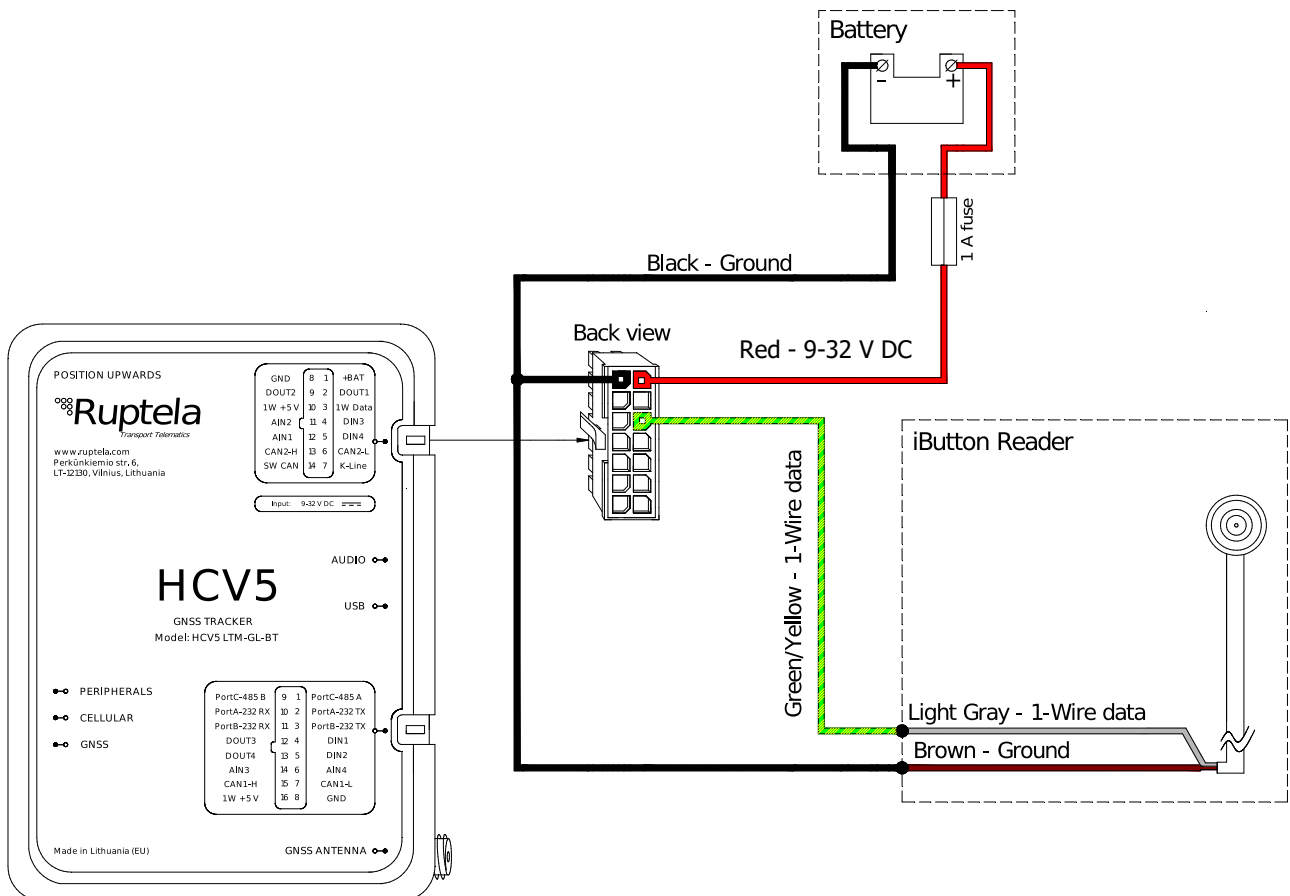 Battery
-
+
1 A fuse
Black - Ground
Back view
Red - 9-32 V DC
POSITION UPWARDS
Ruptela
Transport Telematics
www.ruptela.com
Perkūnkiemio str. 6,
LT-12130, Vilnius, Lithuania
GND 8 1 +BAT
DOUT2 9 2 DOUT1
1W +5 V 10 3 1W Data
AIN2 11 4 DIN3
AIN1 12 5 DIN4
CAN2-H 13 6 CAN2-L
SW CAN 14 7 K-Line
Input: 9-32 V DC
AUDIO
USB
HCV5
GNSS TRACKER
Model: HCV5 LTM-GL-BT
PERIPHERALS
CELLULAR
GNSS
PortC-485 B 9 1 PortC-485 A
PortA-232 RX 10 2 PortA-232 TX
PortB-232 RX 11 3 PortB-232 TX
DOUT3 12 4 DIN1
DOUT4 13 5 DIN2
AIN3 14 6 AIN4
CAN1-H 15 7 CAN1-L
1W +5 V 16 8 GND
Made in Lithuania (EU)
GNSS ANTENNA
Green/Yellow - 1-Wire data
iButton Reader
Light Gray - 1-Wire data
Brown - Ground